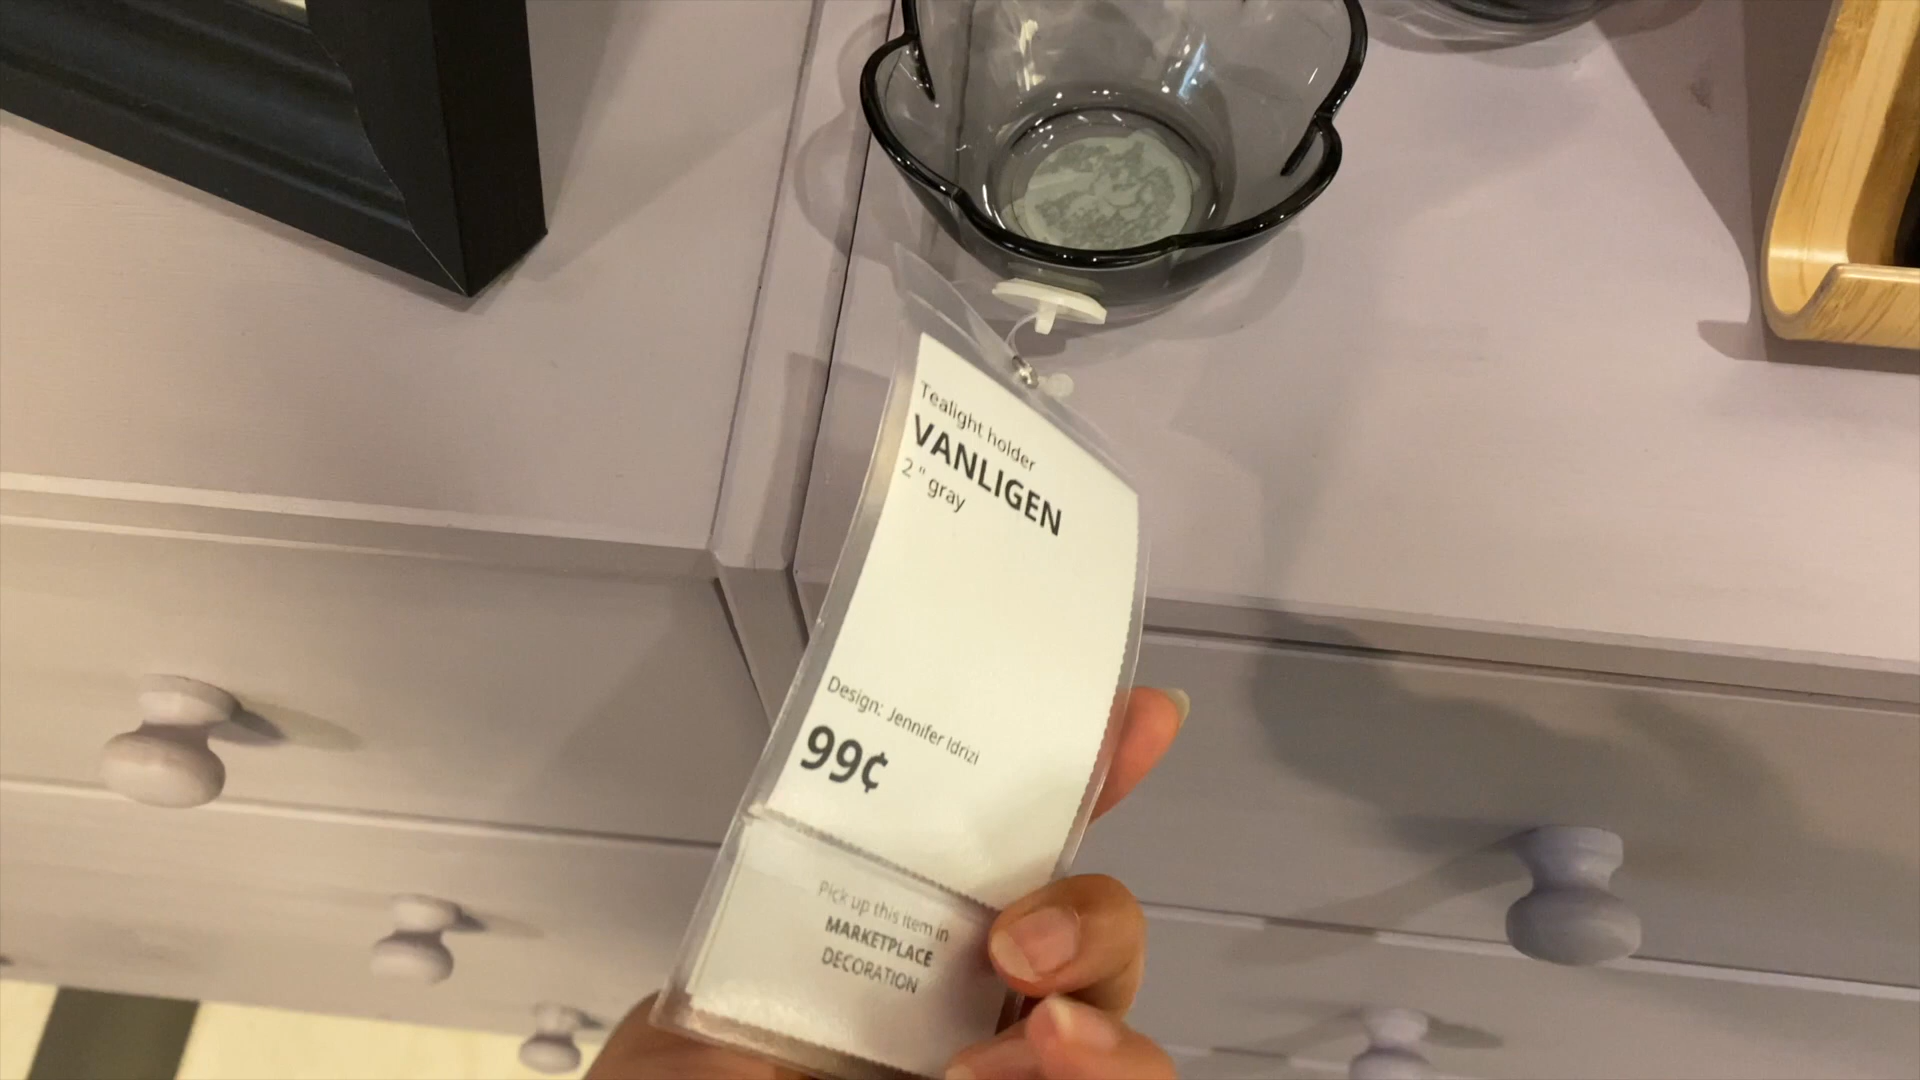 Tealight holder
VANLIGEN
2 " gray
Design: Jennifer Idrizi
99¢
Pick up this item in
MARKETPLACE
DECORATION